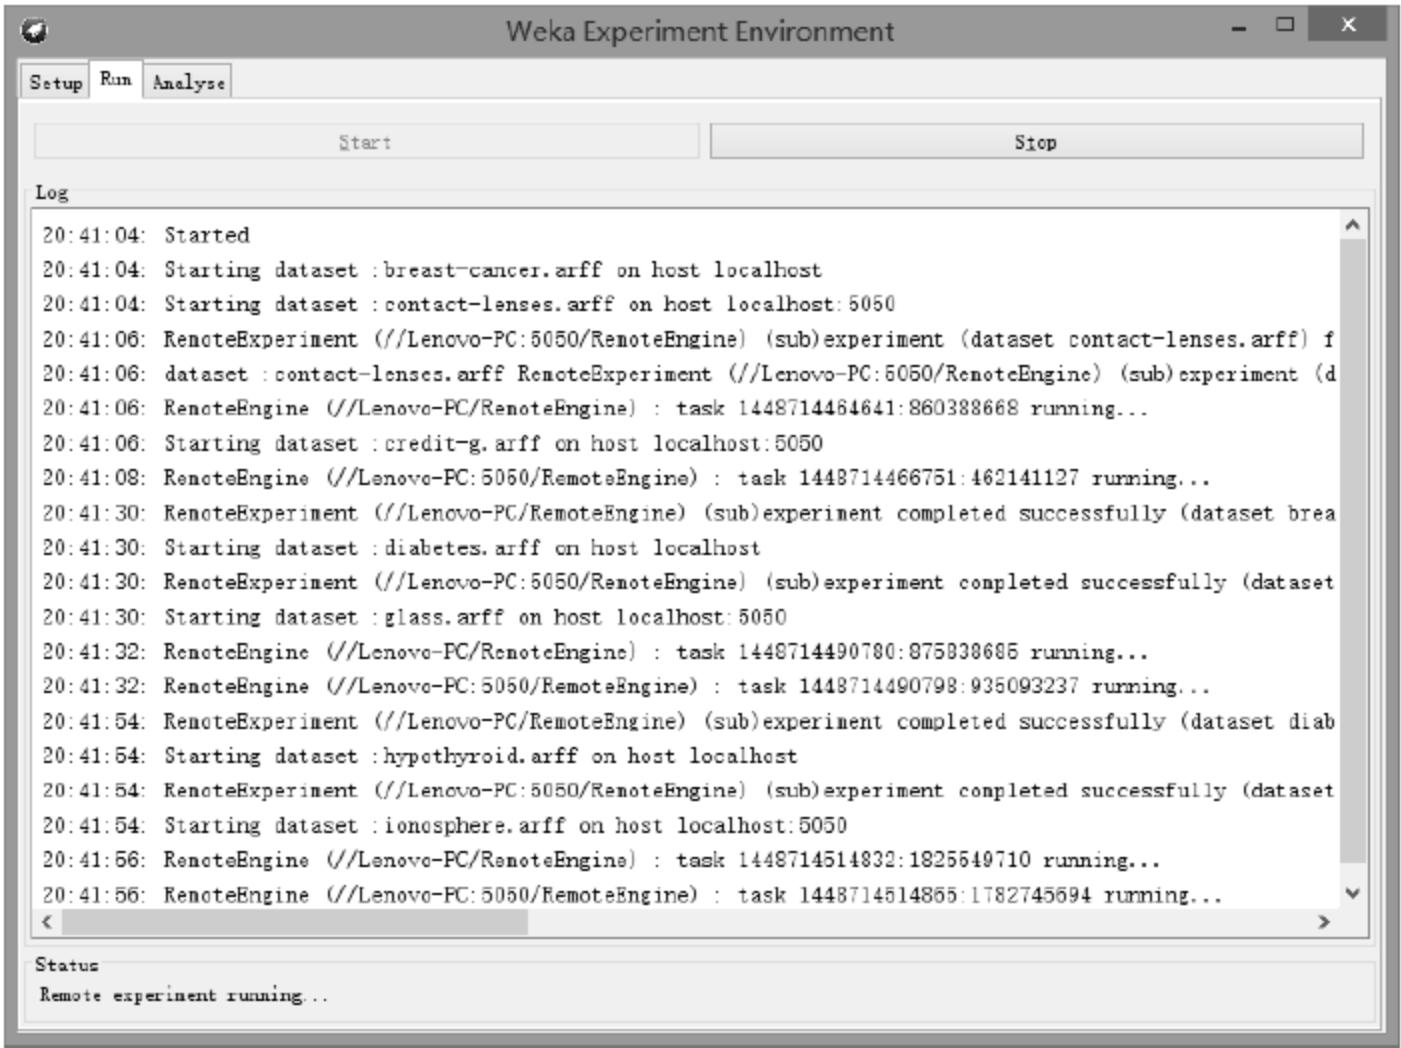 Weka Experiment Environment
Setup Run Analyse
Start Stop
Log
20:41:04: Started
20:41:04: Starting dataset :breast-cancer.arff on host localhost
20:41:04: Starting dataset :contact-lenses.arff on host localhost:5050
20:41:06: RemoteExperiment (//Lenovo-PC:5050/RemoteEngine) (sub)experiment (dataset contact-lenses.arff) f
20:41:06: dataset :contact-lenses.arff RemoteExperiment (//Lenovo-PC:5050/RemoteEngine) (sub)experiment (d
20:41:06: RemoteEngine (//Lenovo-PC/RemoteEngine) : task 1448714464641:860388668 running...
20:41:06: Starting dataset :credit-g.arff on host localhost:5050
20:41:08: RemoteEngine (//Lenovo-PC:5050/RemoteEngine) : task 1448714466751:462141127 running...
20:41:30: RemoteExperiment (//Lenovo-PC/RemoteEngine) (sub)experiment completed successfully (dataset brea
20:41:30: Starting dataset :diabetes.arff on host localhost
20:41:30: RemoteExperiment (//Lenovo-PC:5050/RemoteEngine) (sub)experiment completed successfully (dataset
20:41:30: Starting dataset :glass.arff on host localhost:5050
20:41:32: RemoteEngine (//Lenovo-PC/RemoteEngine) : task 1448714490780:875838685 running...
20:41:32: RemoteEngine (//Lenovo-PC:5050/RemoteEngine) : task 1448714490798:935093237 running...
20:41:54: RemoteExperiment (//Lenovo-PC/RemoteEngine) (sub)experiment completed successfully (dataset diab
20:41:54: Starting dataset :hypothyroid.arff on host localhost
20:41:54: RemoteExperiment (//Lenovo-PC:5050/RemoteEngine) (sub)experiment completed successfully (dataset
20:41:54: Starting dataset :ionosphere.arff on host localhost:5050
20:41:56: RemoteEngine (//Lenovo-PC/RemoteEngine) : task 1448714514832:1825549710 running...
20:41:56: RemoteEngine (//Lenovo-PC:5050/RemoteEngine) : task 1448714514865:1782745694 running...
Status
Remote experiment running...